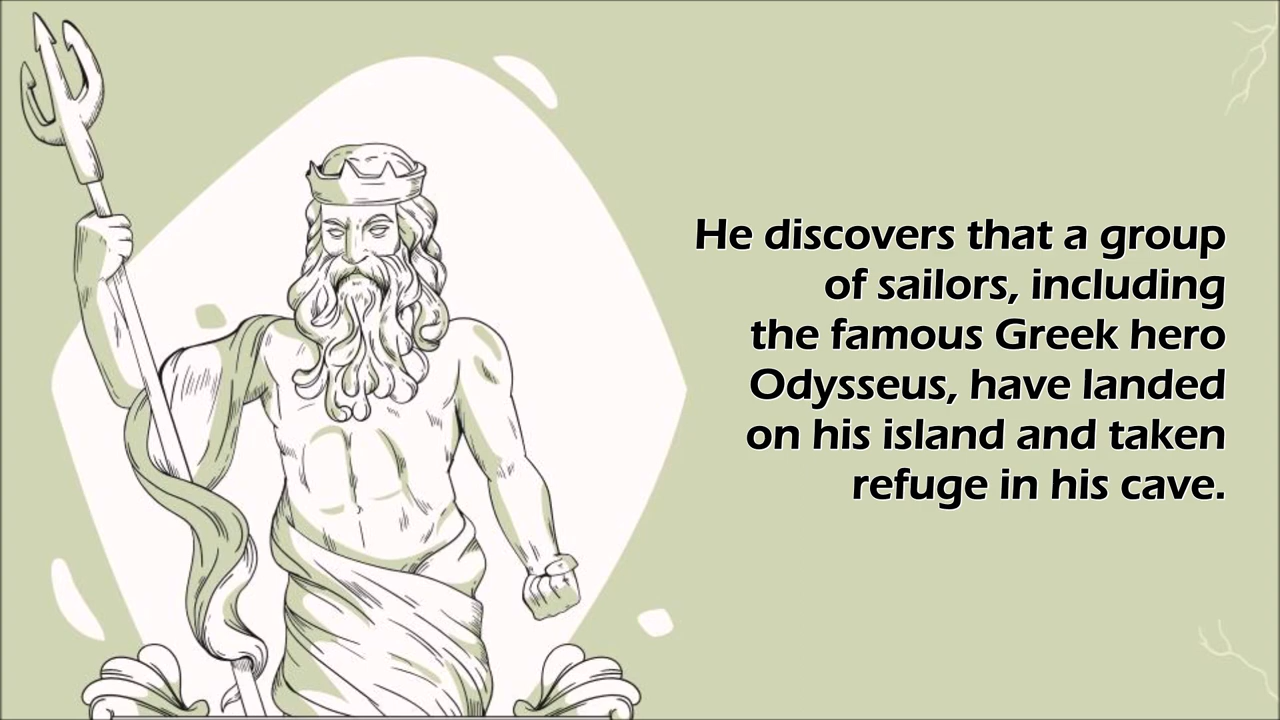 He discovers that a group
of sailors, including
the famous Greek hero
Odysseus, have landed
on his island and taken
refuge in his cave.